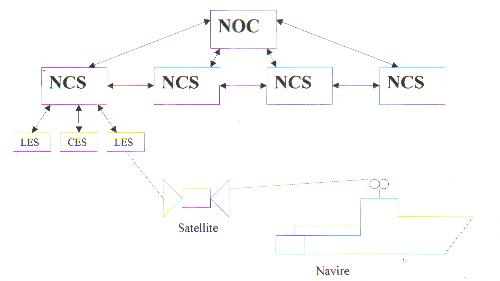 NOC
NCS NCS NCS NCS
LES CES LES
Satellite
Navire